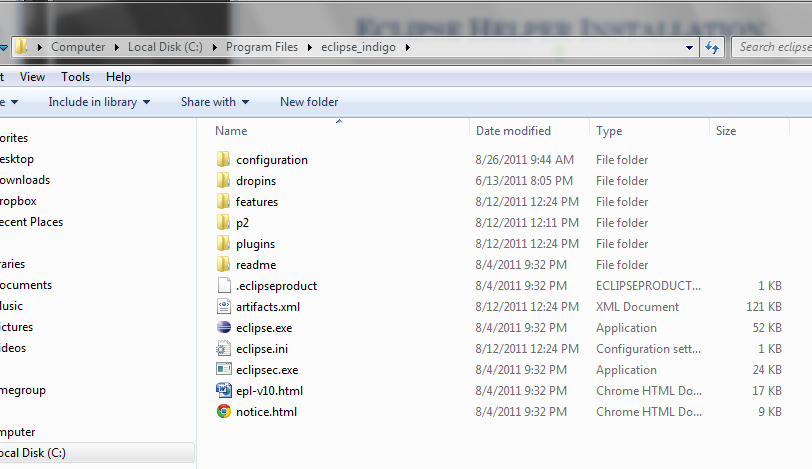 Eclipse Helper Installation
Computer Local Disk (C:) Program Files eclipse_indigo Search eclipse
t View Tools Help
e Include in library Share with New folder
Name Date modified Type Size
orites
esktop
ownloads
ropbox
ecent Places
raries
ocuments
usic
ictures
ideos
megroup
mputer
ocal Disk (C:)
configuration 8/26/2011 9:44 AM File folder
dropins 6/13/2011 8:05 PM File folder
features 8/12/2011 12:24 PM File folder
p2 8/12/2011 12:11 PM File folder
plugins 8/12/2011 12:24 PM File folder
readme 8/4/2011 9:32 PM File folder
.eclipseproduct 8/4/2011 9:32 PM ECLIPSEPRODUCT... 1 KB
artifacts.xml 8/12/2011 12:24 PM XML Document 121 KB
eclipse.exe 8/4/2011 9:32 PM Application 52 KB
eclipse.ini 8/12/2011 12:24 PM Configuration sett... 1 KB
eclipsec.exe 8/4/2011 9:32 PM Application 24 KB
epl-v10.html 8/4/2011 9:32 PM Chrome HTML Do... 17 KB
notice.html 8/4/2011 9:32 PM Chrome HTML Do... 9 KB